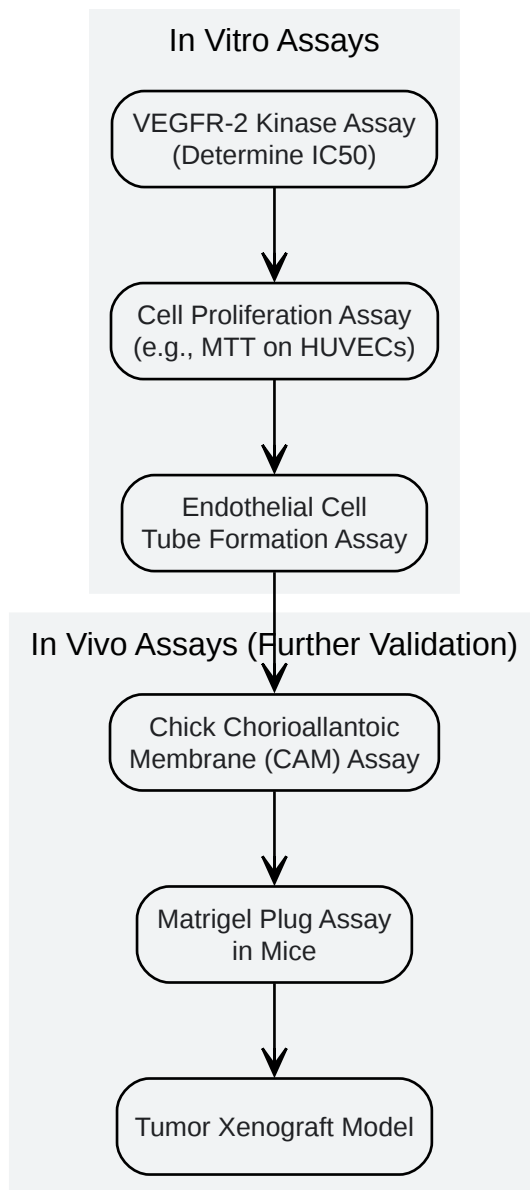 In Vitro Assays
VEGFR-2 Kinase Assay
(Determine IC50)
Cell Proliferation Assay
(e.g., MTT on HUVECs)
Endothelial Cell
Tube Formation Assay
In Vivo Assays (Further Validation)
Chick Chorioallantoic
Membrane (CAM) Assay
Matrigel Plug Assay
in Mice
Tumor Xenograft Model